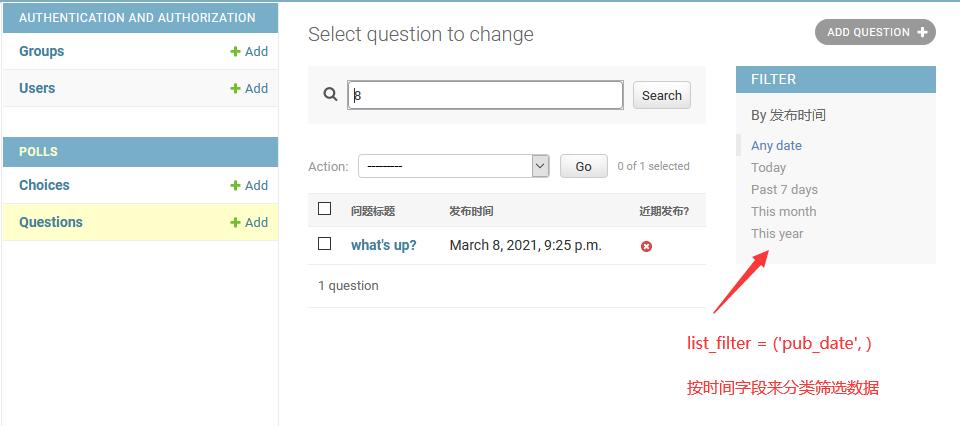 AUTHENTICATION AND AUTHORIZATION
Groups + Add
Users + Add
POLLS
Choices + Add
Questions + Add
Select question to change
ADD QUESTION +
8
Search
Action: --------- Go 0 of 1 selected
问题标题 发布时间 近期发布?
what's up? March 8, 2021, 9:25 p.m.
1 question
FILTER
By 发布时间
Any date
Today
Past 7 days
This month
This year
list_filter = ('pub_date', )
按时间字段来分类筛选数据